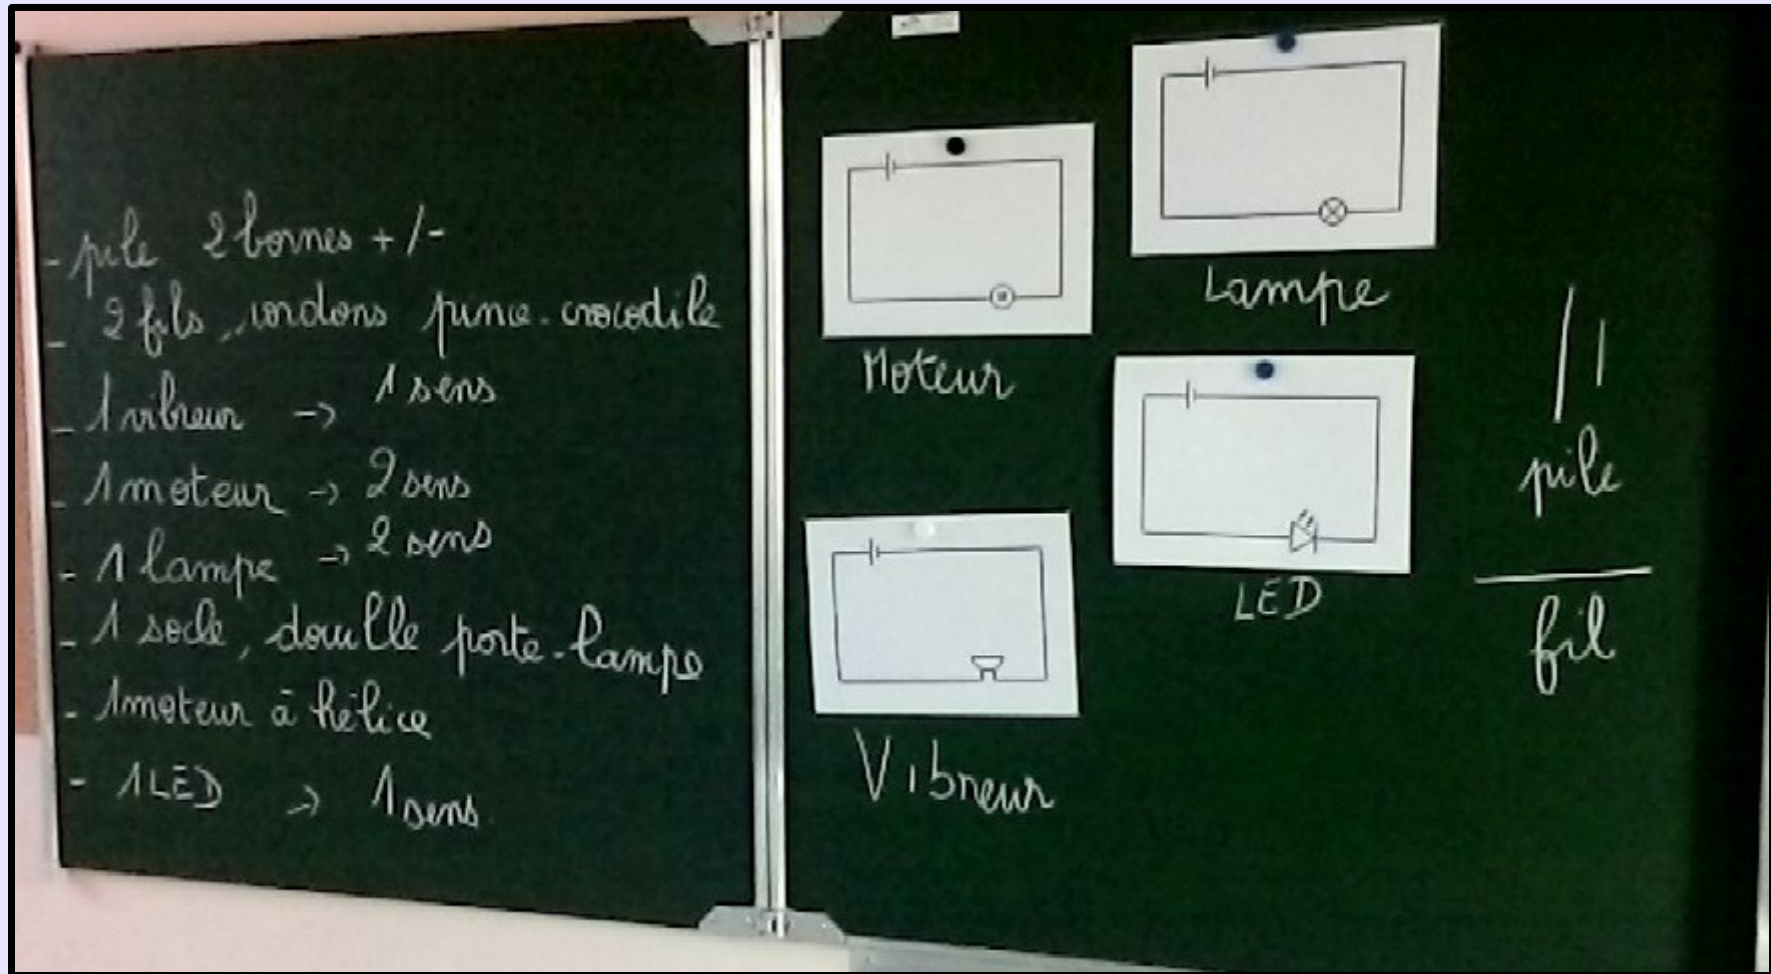 - pile 2 bornes + / -
- 2 fils, cordons pince-crocodile
- 1 vibreur -> 1 sens
- 1 moteur -> 2 sens
- 1 lampe -> 2 sens
- 1 socle, douille porte-lampe
- 1 moteur à hélice
- 1 LED -> 1 sens
Moteur
Lampe
Vibreur
LED
pile
fil